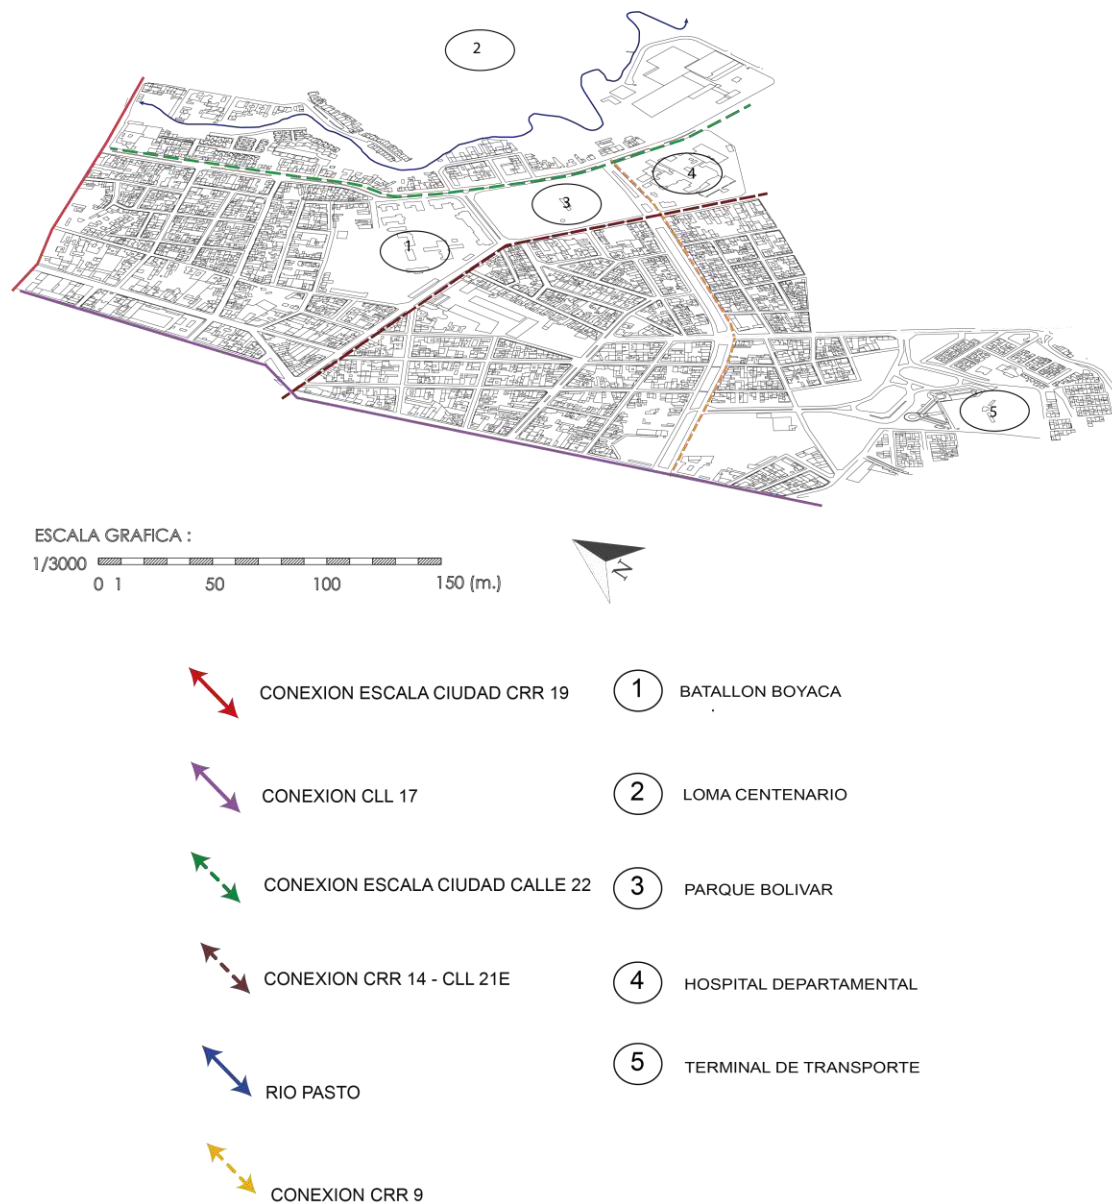 2
4
3
1
5
ESCALA GRAFICA :
1/3000
0 1 50 100 150 (m.)
N
CONEXION ESCALA CIUDAD CRR 19
1 BATALLON BOYACA
CONEXION CLL 17
2 LOMA CENTENARIO
CONEXION ESCALA CIUDAD CALLE 22
3 PARQUE BOLIVAR
CONEXION CRR 14 - CLL 21E
4 HOSPITAL DEPARTAMENTAL
RIO PASTO
5 TERMINAL DE TRANSPORTE
CONEXION CRR 9